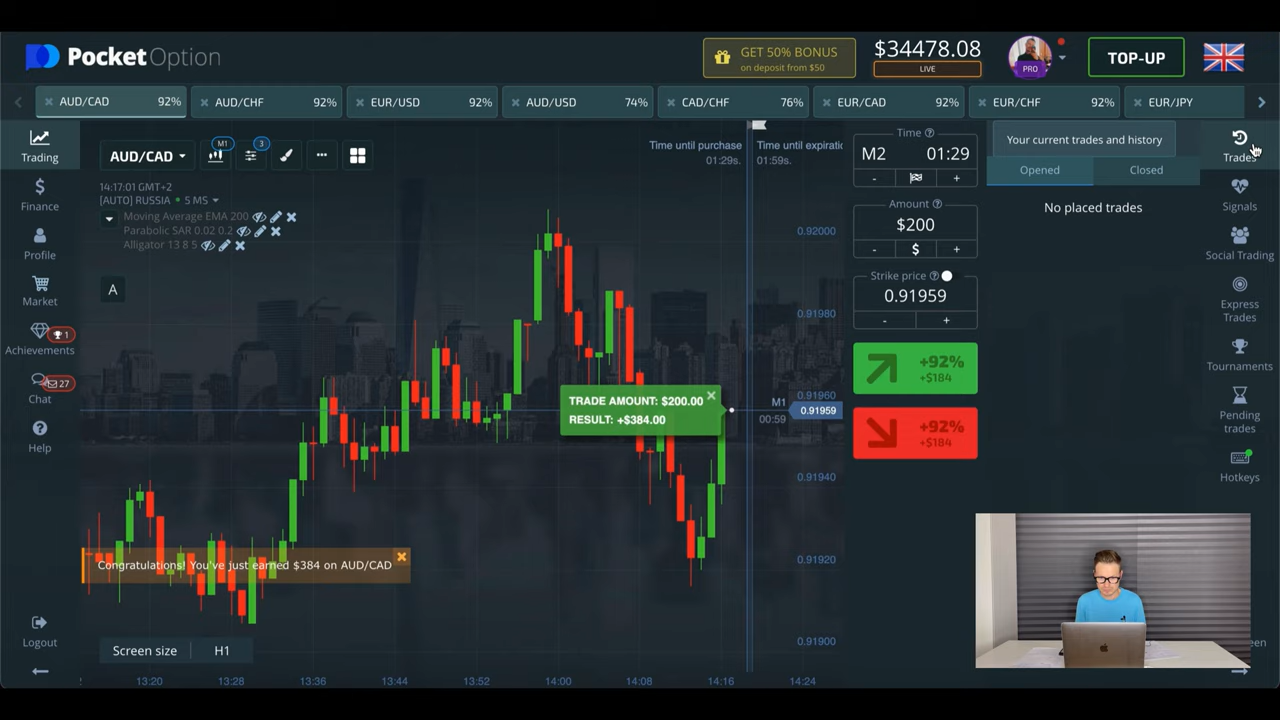 Pocket Option
GET 50% BONUS
on deposit from $50
$34478.08
LIVE
PRO
TOP-UP
AUD/CAD 92%
AUD/CHF 92%
EUR/USD 92%
AUD/USD 74%
CAD/CHF 76%
EUR/CAD 92%
EUR/CHF 92%
EUR/JPY
Trading
Finance
Profile
Market
Achievements
1
Chat
27
Help
Logout
AUD/CAD
M1
3
14:17:01 GMT+2
[AUTO] RUSSIA 5 MS
Moving Average EMA 200
Parabolic SAR 0.02 0.2
Alligator 13 8 5
A
Time until purchase
01:29s.
Time until expiratio
01:59s.
0.92000
0.91980
0.91960
0.91959
0.91940
0.91920
0.91900
M1
00:59
TRADE AMOUNT: $200.00
RESULT: +$384.00
Congratulations! You've just earned $384 on AUD/CAD
Screen size H1
13:20 13:28 13:36 13:44 13:52 14:00 14:08 14:16 14:24
Time
M2 01:29
- +
Amount
$200
- $ +
Strike price
0.91959
- +
+92%
+$184
+92%
+$184
Your current trades and history
Opened
Closed
No placed trades
Trades
Signals
Social Trading
Express
Trades
Tournaments
Pending
trades
Hotkeys
een